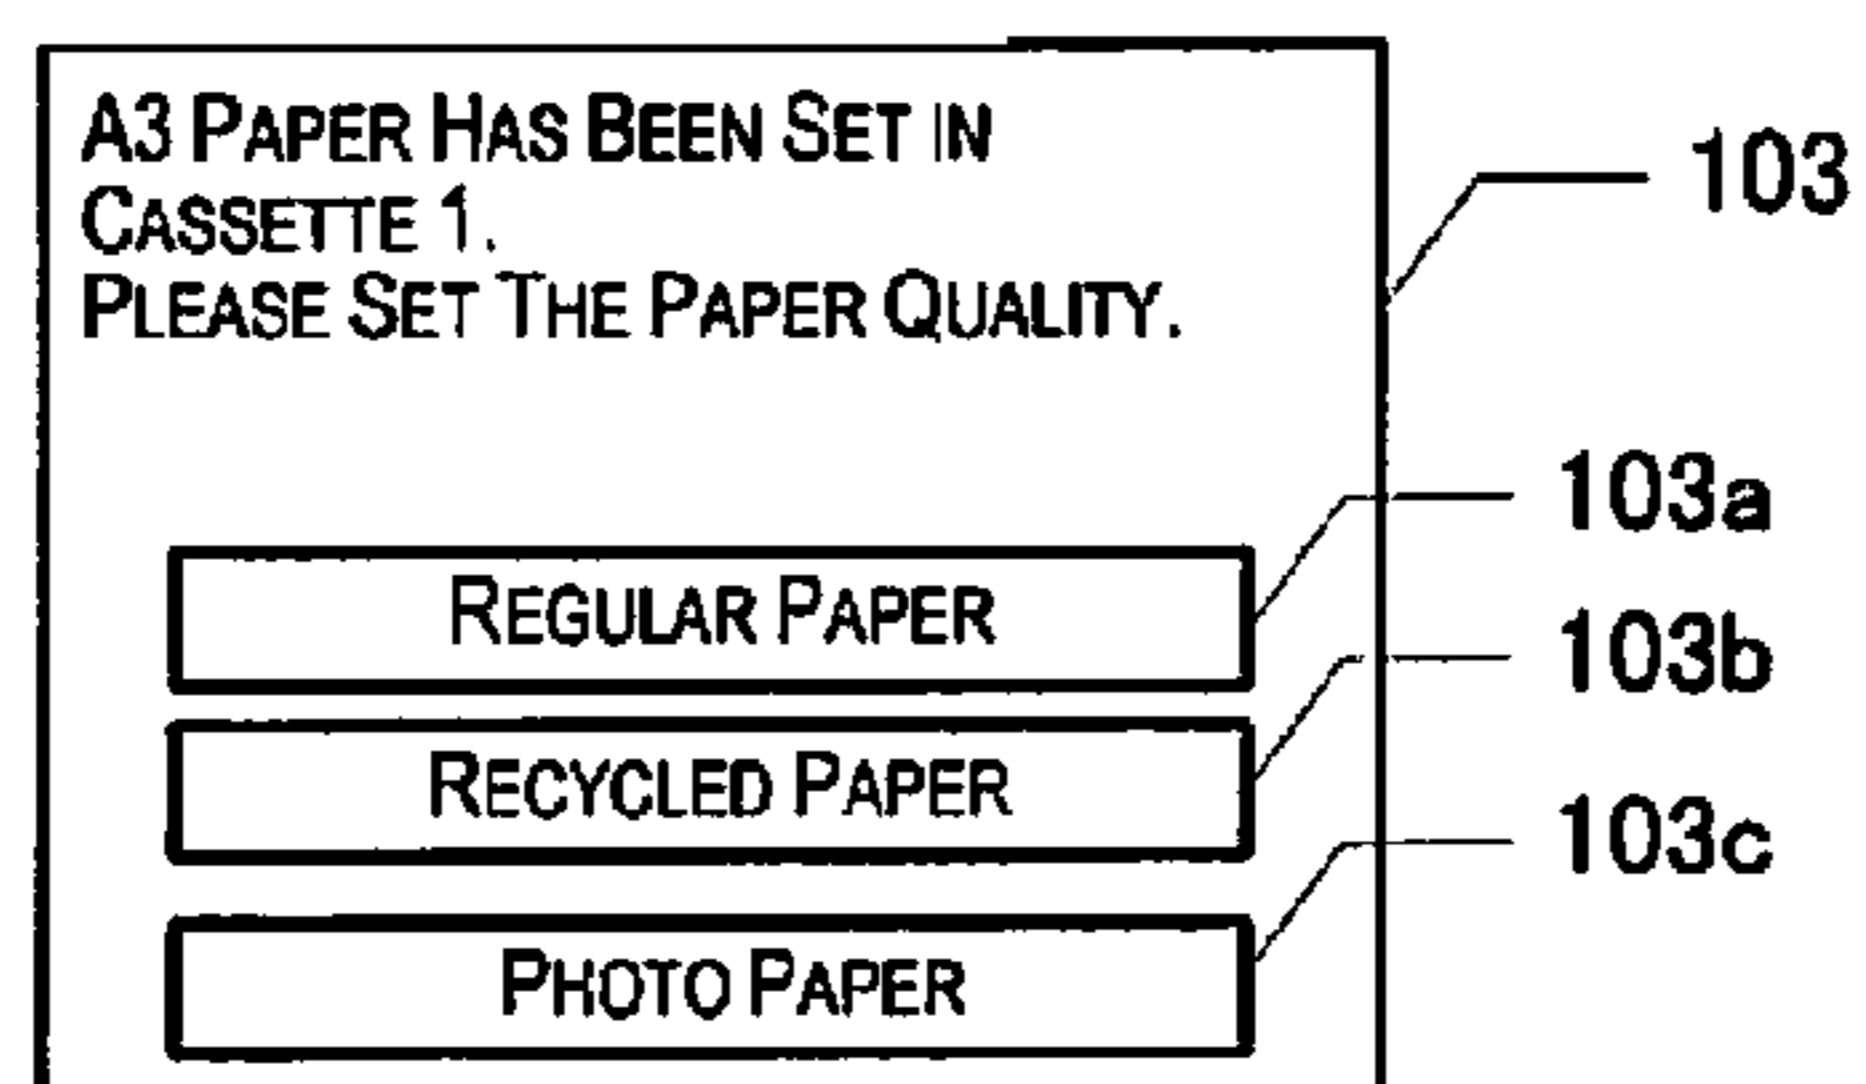 A3 PAPER HAS BEEN SET IN
CASSETTE 1.
PLEASE SET THE PAPER QUALITY.
103
103a
REGULAR PAPER
103b
RECYCLED PAPER
103c
PHOTO PAPER